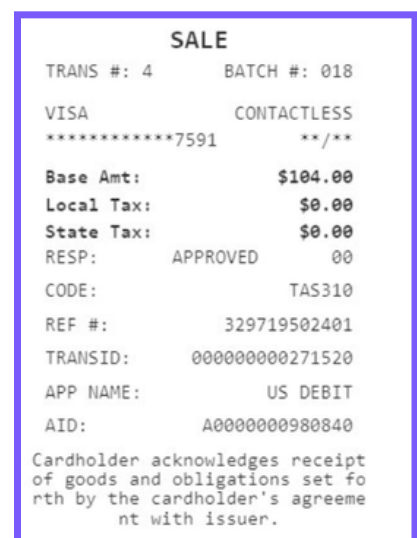 SALE
TRANS #: 4 BATCH #: 018
VISA CONTACTLESS
************7591 **/**
Base Amt: $104.00
Local Tax: $0.00
State Tax: $0.00
RESP: APPROVED 00
CODE: TAS310
REF #: 329719502401
TRANSID: 000000000271520
APP NAME: US DEBIT
AID: A0000000980840
Cardholder acknowledges receipt
of goods and obligations set fo
rth by the cardholder's agreeme
nt with issuer.